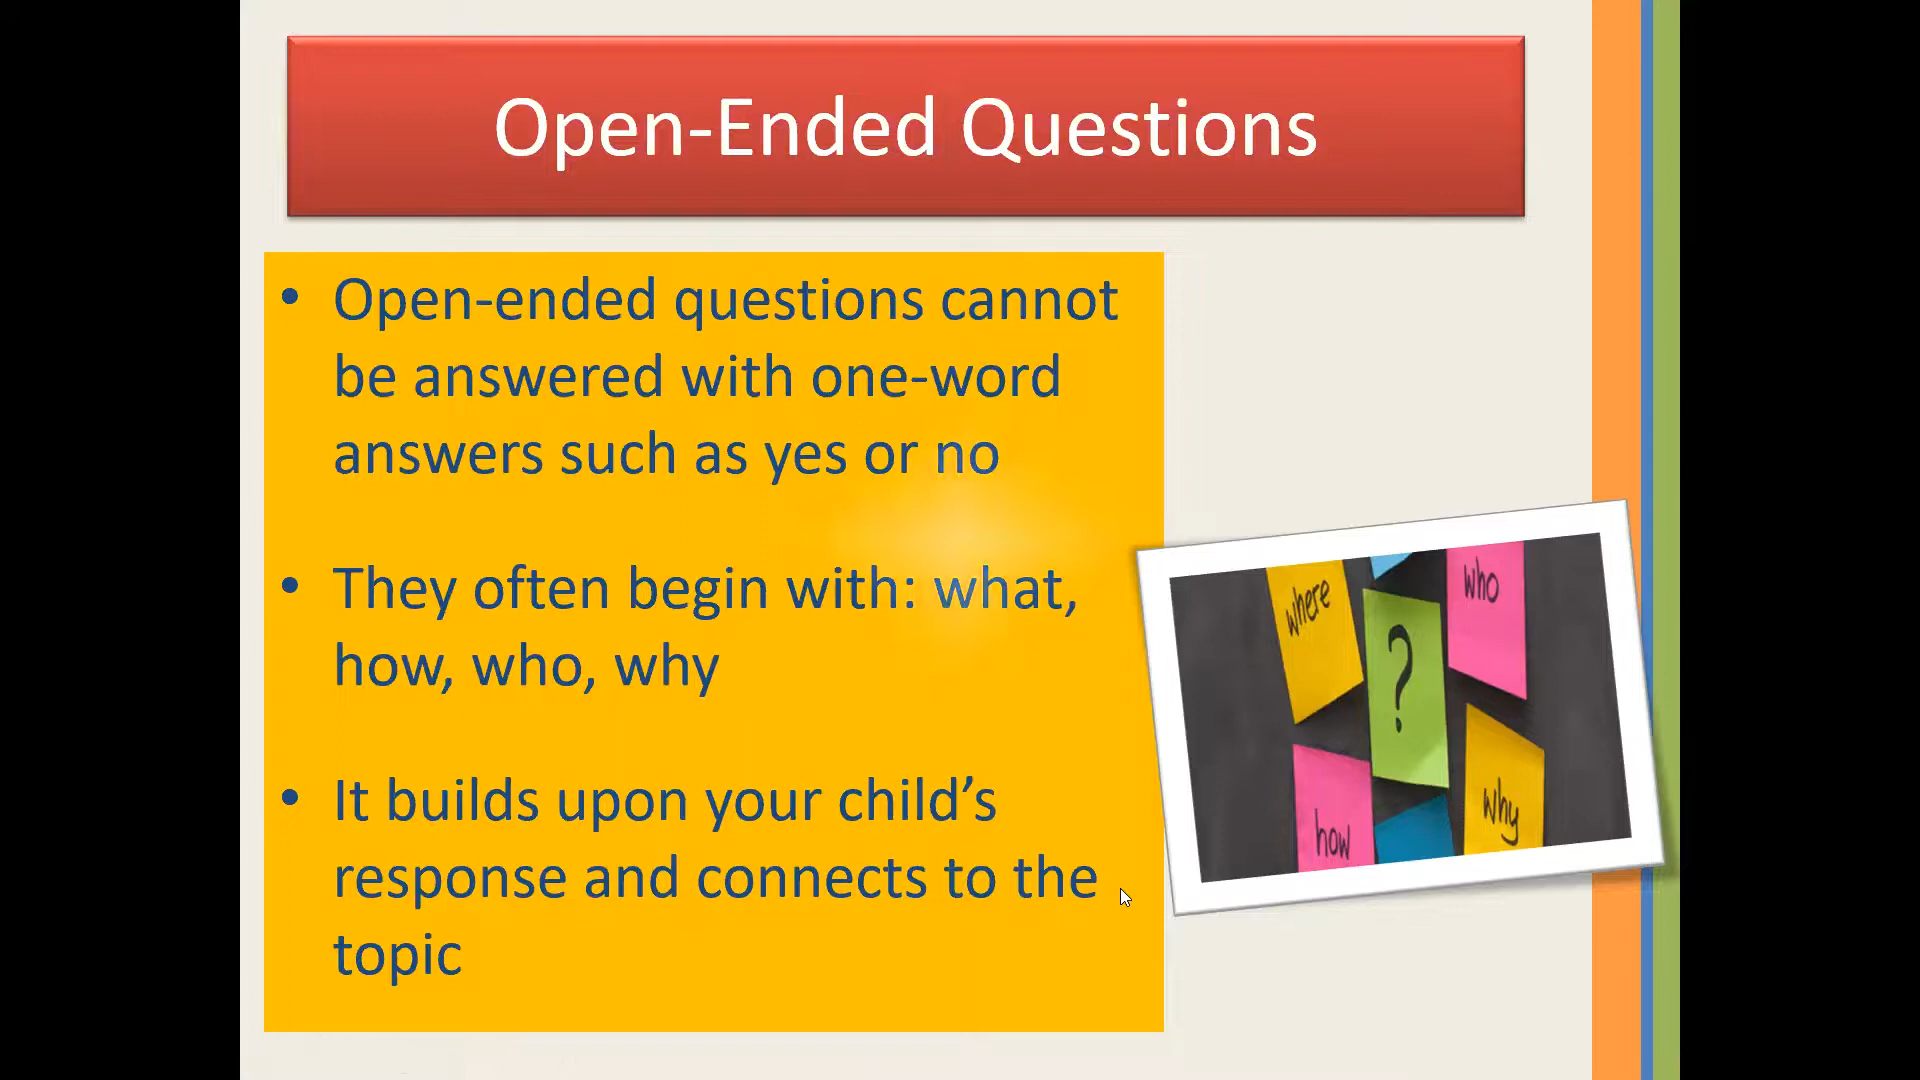 Open-Ended Questions
• Open-ended questions cannot
be answered with one-word
answers such as yes or no
• They often begin with: what,
how, who, why
• It builds upon your child’s
response and connects to the
topic
where
who
?
how
why